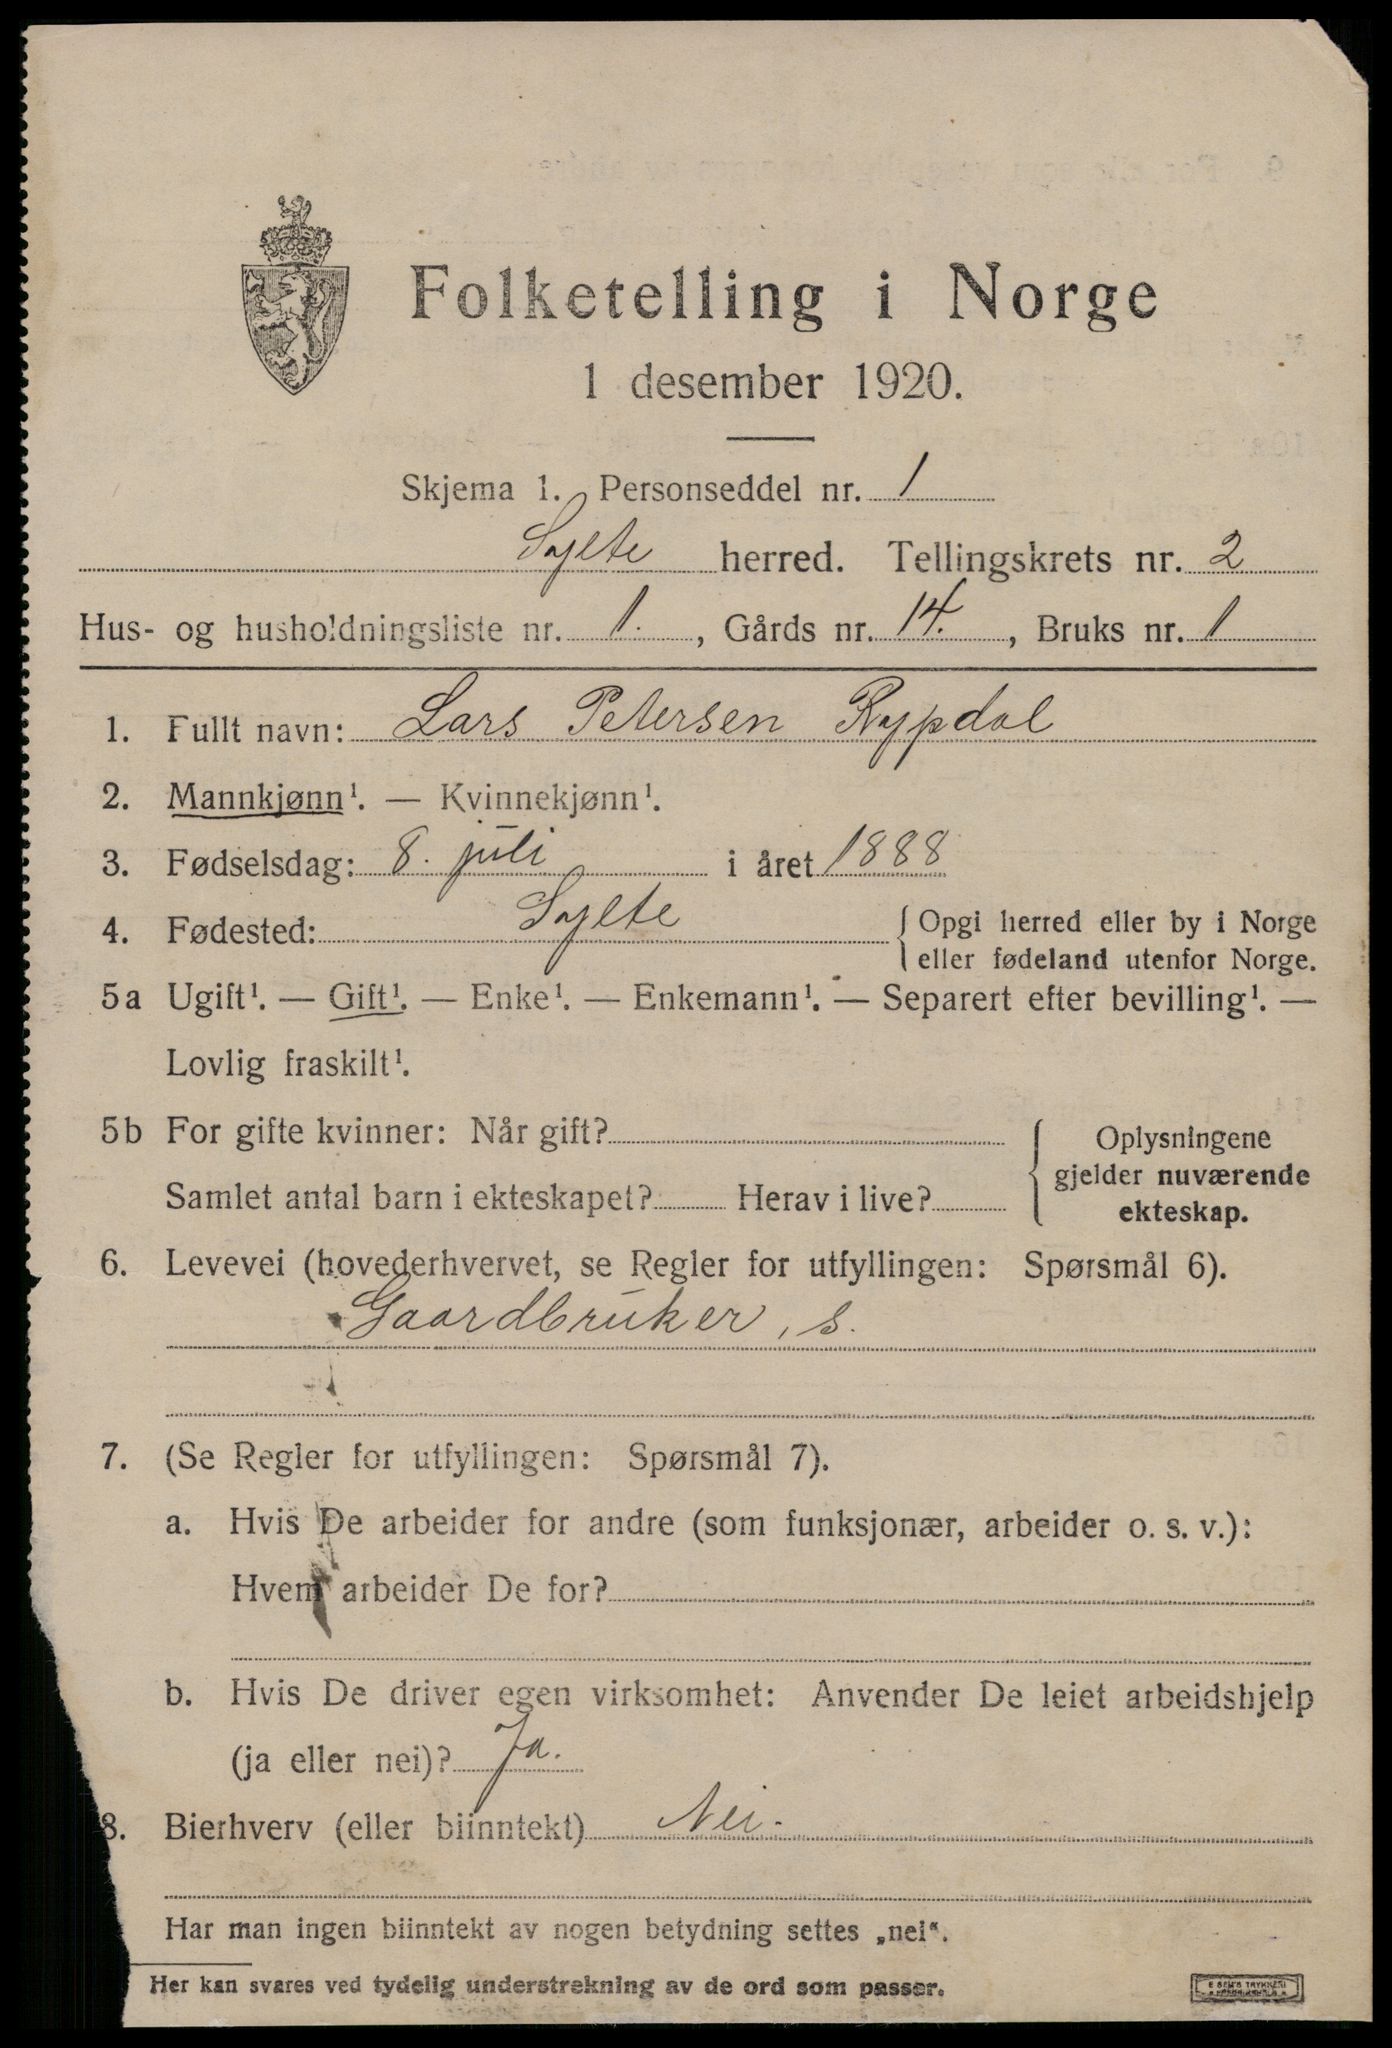 Folketelling i Norge
1 desember 1920.
Skjema 1. Personseddel nr. 1
Sylte herred. Tellingskrets nr. 2
Hus- og husholdningsliste nr. 1., Gårds nr. 14., Bruks nr. 1
1. Fullt navn: Lars Petersen Rypdal
2. Mannkjønn¹. — Kvinnekjønn¹.
3. Fødselsdag: 8. juli i året 1888
4. Fødested: Sylte { Opgi herred eller by i Norge
eller fødeland utenfor Norge.
5a Ugift¹. — Gift¹. — Enke¹. — Enkemann¹. — Separert efter bevilling¹. —
Lovlig fraskilt¹.
5b For gifte kvinner: Når gift? { Oplysningene
gjelder nuværende
Samlet antal barn i ekteskapet? Herav i live? ekteskap.
6. Levevei (hovederhvervet, se Regler for utfyllingen: Spørsmål 6).
Gaardbruker, s.
7. (Se Regler for utfyllingen: Spørsmål 7).
a. Hvis De arbeider for andre (som funksjonær, arbeider o. s. v.):
Hvem arbeider De for?
b. Hvis De driver egen virksomhet: Anvender De leiet arbeidshjelp
(ja eller nei)? Ja.
8. Bierhverv (eller biinntekt) Nei.
Har man ingen biinntekt av nogen betydning settes „nei“.
Her kan svares ved tydelig understrekning av de ord som passer.